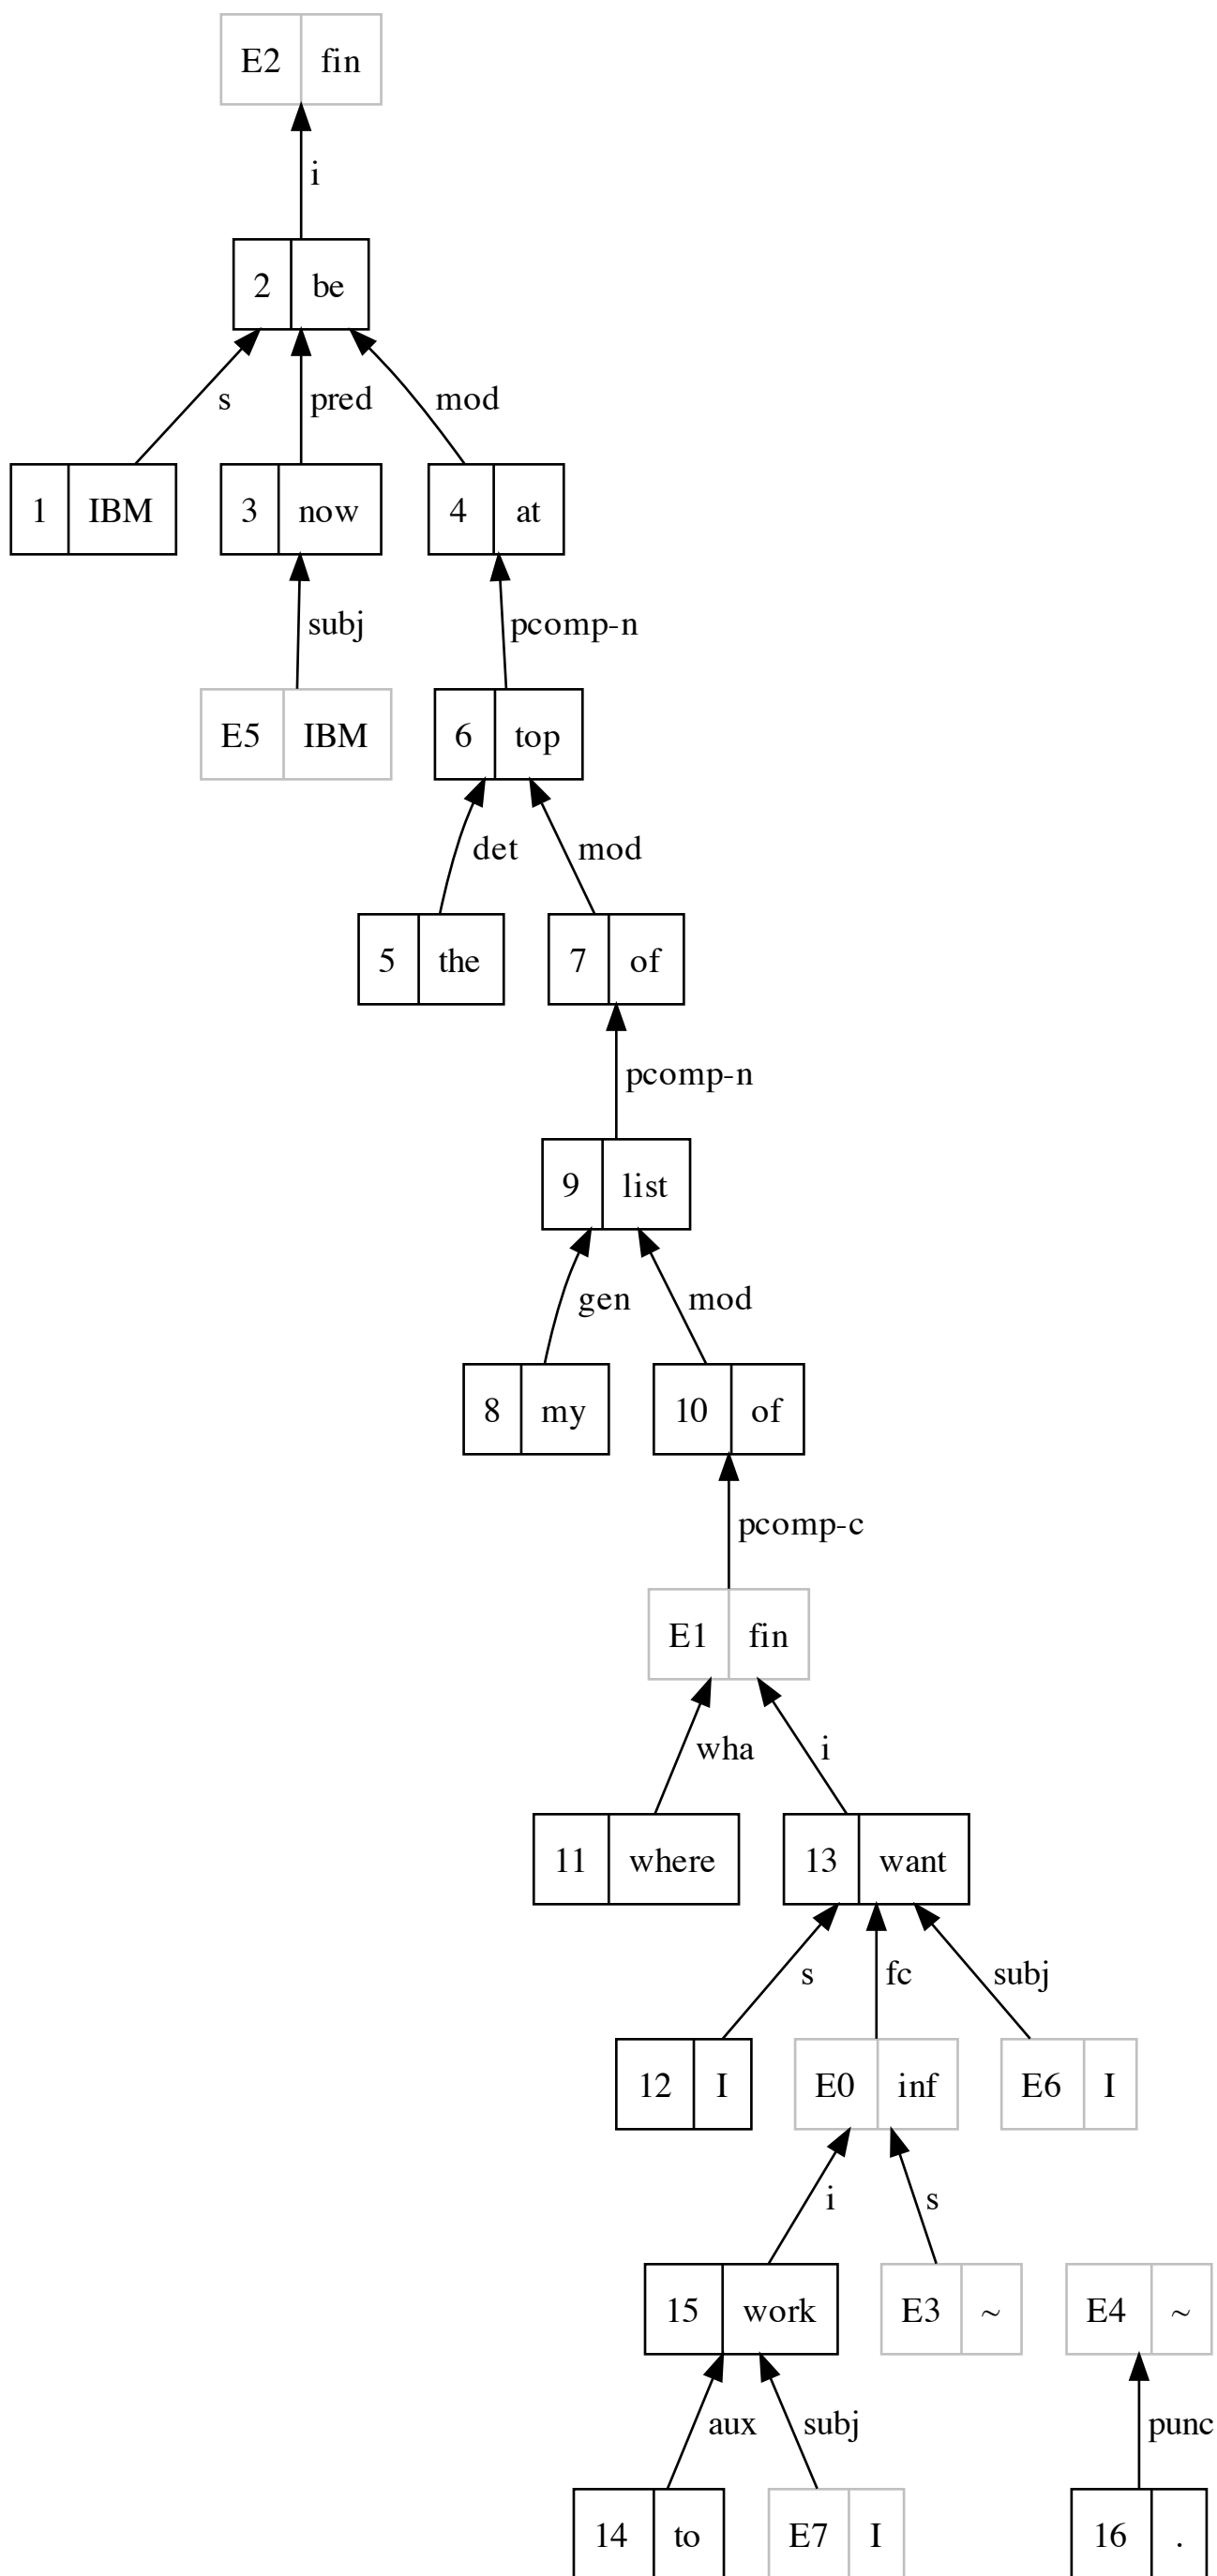 E2 fin
i
2 be
s pred mod
1 IBM 3 now 4 at
subj pcomp-n
E5 IBM 6 top
det mod
5 the 7 of
pcomp-n
9 list
gen mod
8 my 10 of
pcomp-c
E1 fin
wha i
11 where 13 want
s fc subj
12 I E0 inf E6 I
i s
15 work E3 ~ E4 ~
aux subj punc
14 to E7 I 16 .